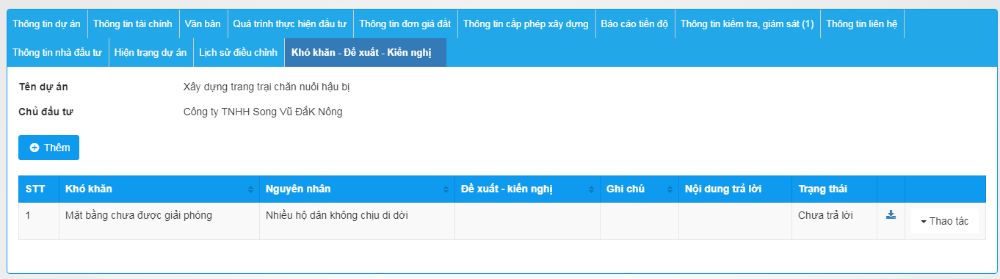 Thông tin dự án Thông tin tài chính Văn bản Quá trình thực hiện đầu tư Thông tin đơn giá đất Thông tin cấp phép xây dựng Báo cáo tiến độ Thông tin kiểm tra, giám sát (1) Thông tin liên hệ
Thông tin nhà đầu tư Hiện trạng dự án Lịch sử điều chỉnh Khó khăn - Đề xuất - Kiến nghị
Tên dự án Xây dựng trang trại chăn nuôi hậu bị
Chủ đầu tư Công ty TNHH Song Vũ ĐắK Nông
Thêm
STT Khó khăn Nguyên nhân Đề xuất - kiến nghị Ghi chú Nội dung trả lời Trạng thái
1 Mặt bằng chưa được giải phóng Nhiều hộ dân không chịu di dời Chưa trả lời Thao tác